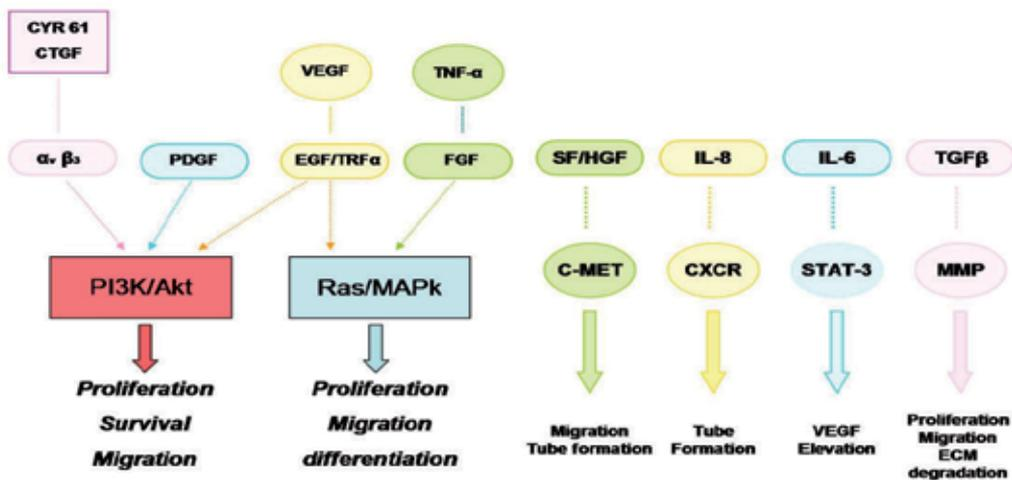 CYR 61
CTGF
VEGF
TNF-α
αv β3
PDGF
EGF/TRFα
FGF
SF/HGF
IL-8
IL-6
TGFβ
PI3K/Akt
Ras/MAPk
C-MET
CXCR
STAT-3
MMP
Proliferation
Survival
Migration
Proliferation
Migration
differentiation
Migration
Tube formation
Tube
Formation
VEGF
Elevation
Proliferation
Migration
ECM
degradation